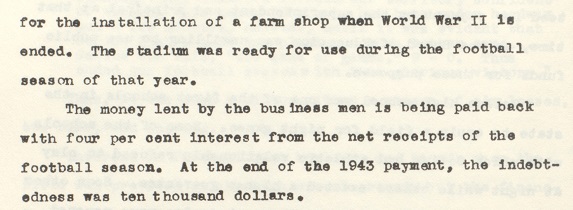 for the installation of a farm shop when World War II is
ended. The stadium was ready for use during the football
season of that year.
The money lent by the business men is being paid back
with four per cent interest from the net receipts of the
football season. At the end of the 1943 payment, the indebt-
edness was ten thousand dollars.